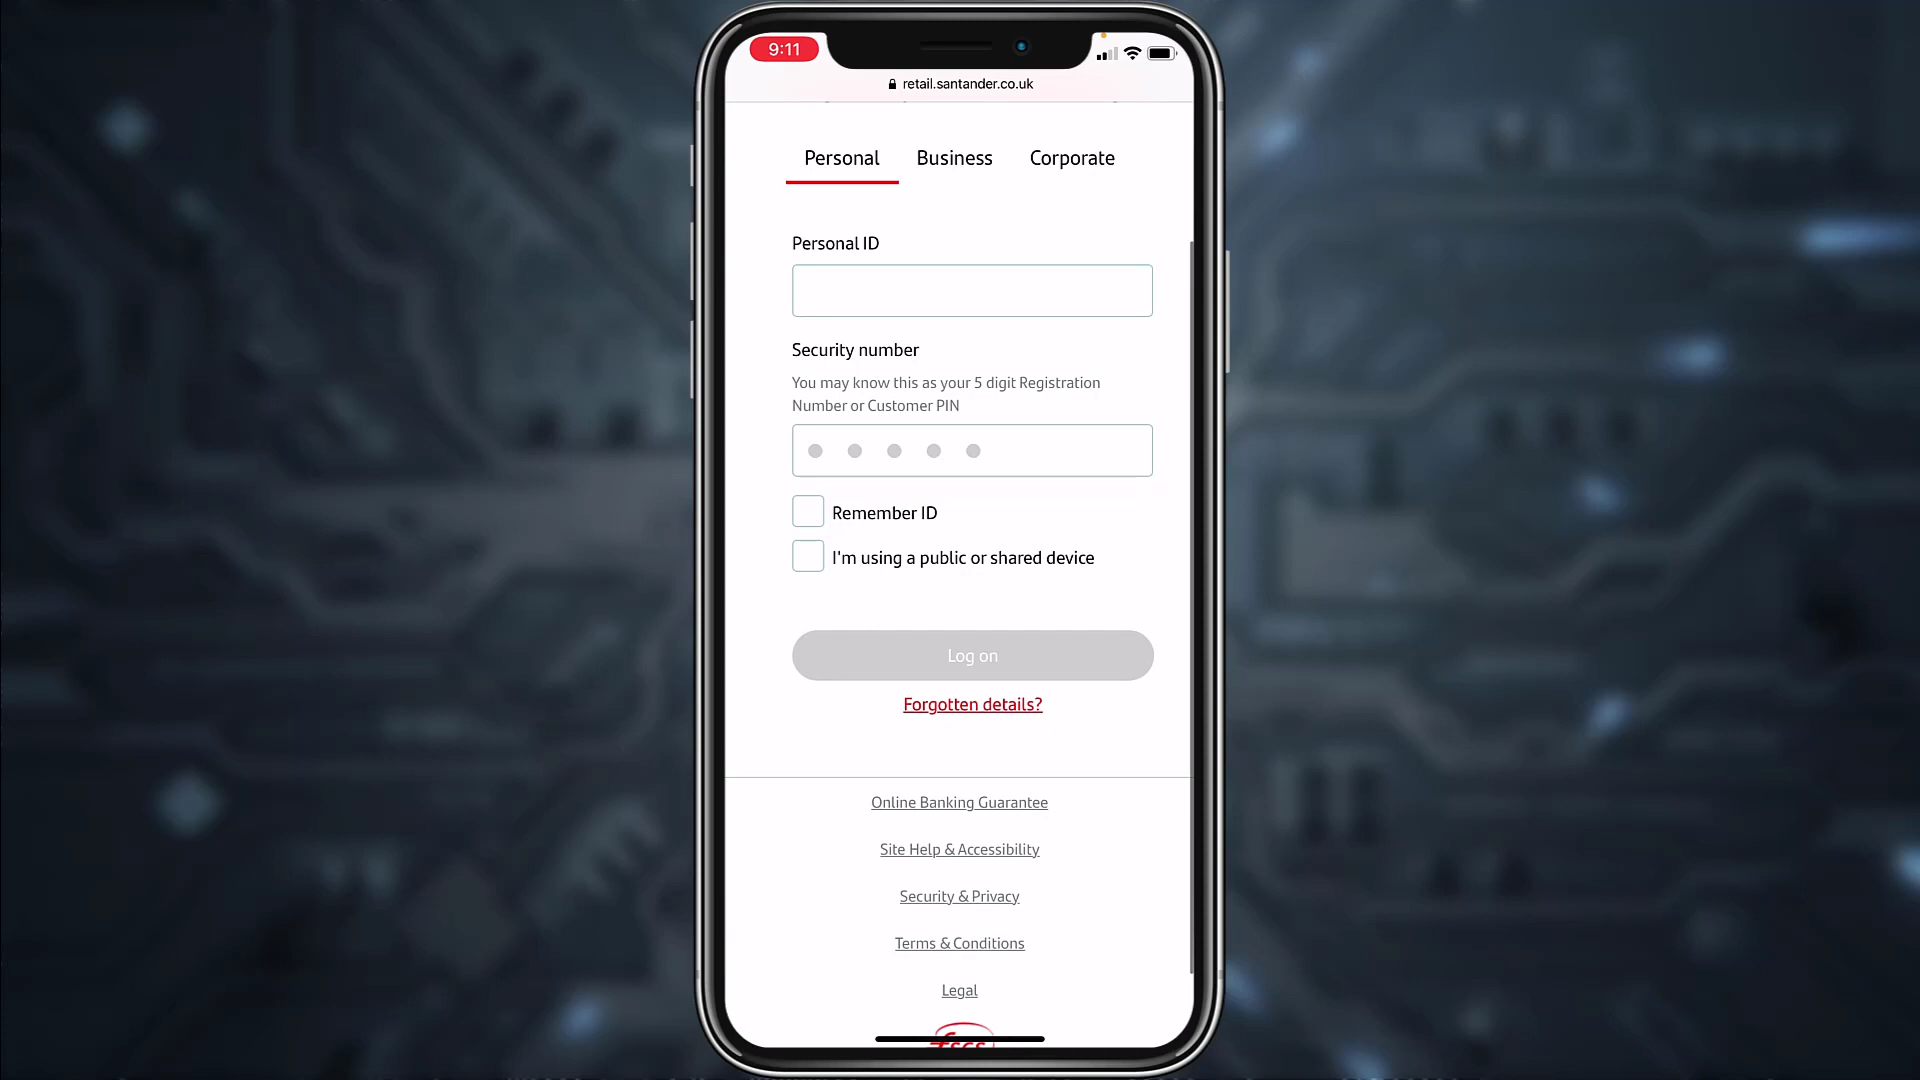 9:11
retail.santander.co.uk
Personal Business Corporate
Personal ID
Security number
You may know this as your 5 digit Registration
Number or Customer PIN
Remember ID
I'm using a public or shared device
Log on
Forgotten details?
Online Banking Guarantee
Site Help & Accessibility
Security & Privacy
Terms & Conditions
Legal